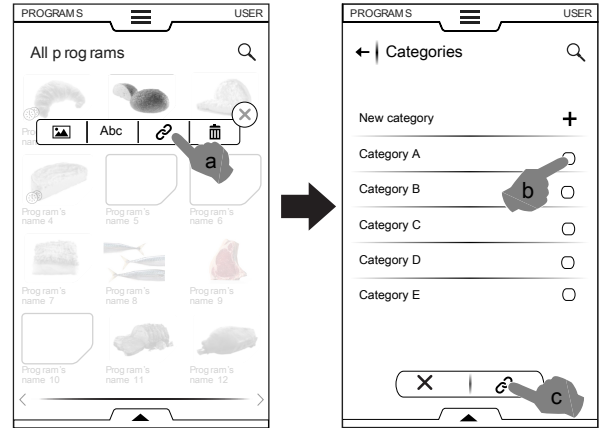 PROGRAMS USER
All p rog rams
Abc
a
Prog ram's
name 4
Prog ram's
name 5
Prog ram's
name 6
Prog ram's
name 7
Prog ram's
name 8
Prog ram's
name 9
Prog ram's
name 10
Prog ram's
name 11
Prog ram's
name 12
PROGRAMS USER
Categories
New category
Category A
b
Category B
Category C
Category D
Category E
c